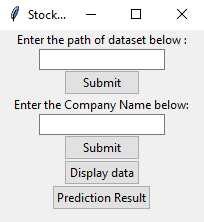 Stock...
Enter the path of dataset below :
Submit
Enter the Company Name below:
Submit
Display data
Prediction Result